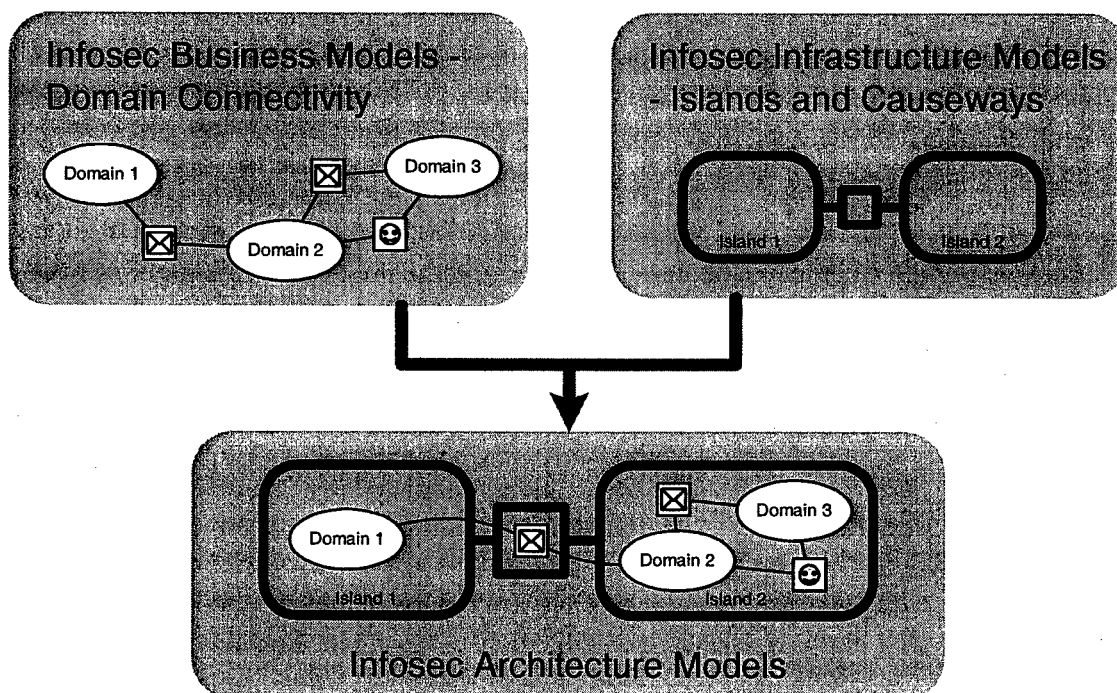 Infosec Business Models -
Domain Connectivity
Domain 1
Domain 3
Domain 2
Infosec Infrastructure Models
- Islands and Causeways
Island 1
Island 2
Domain 1
Island 1
Domain 3
Domain 2
Island 2
Infosec Architecture Models